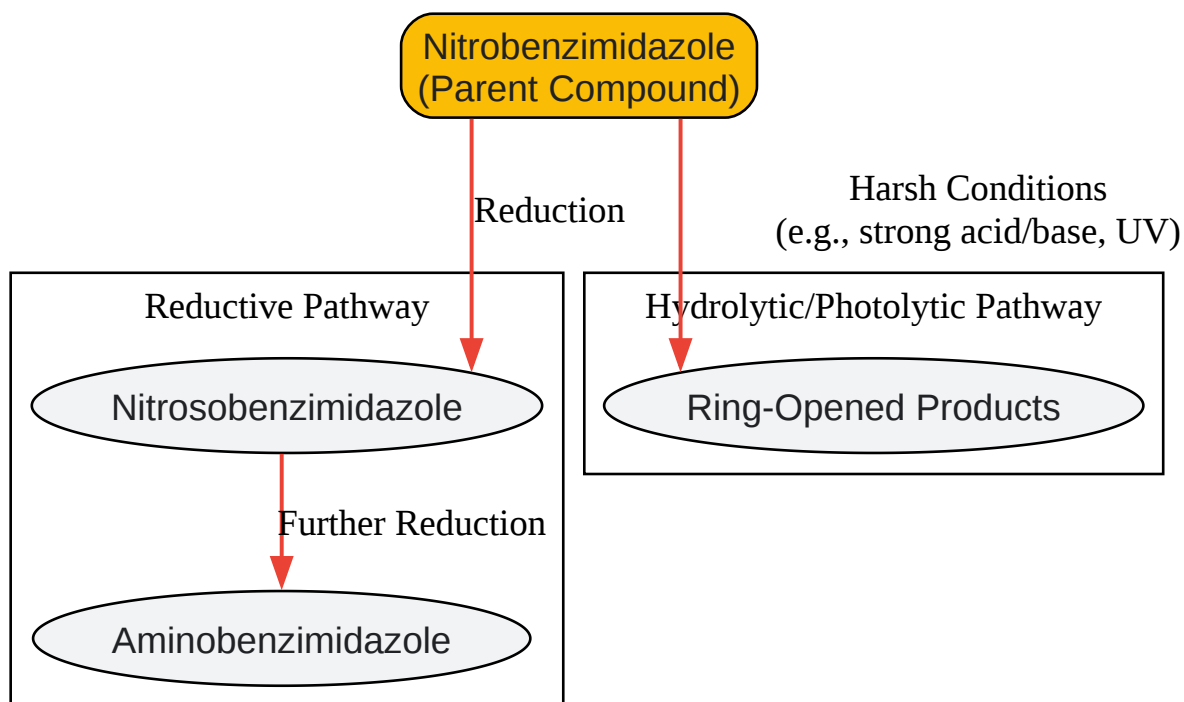 Nitrobenzimidazole
(Parent Compound)
Reduction
Harsh Conditions
(e.g., strong acid/base, UV)
Reductive Pathway
Hydrolytic/Photolytic Pathway
Nitrosobenzimidazole
Ring-Opened Products
Further Reduction
Aminobenzimidazole